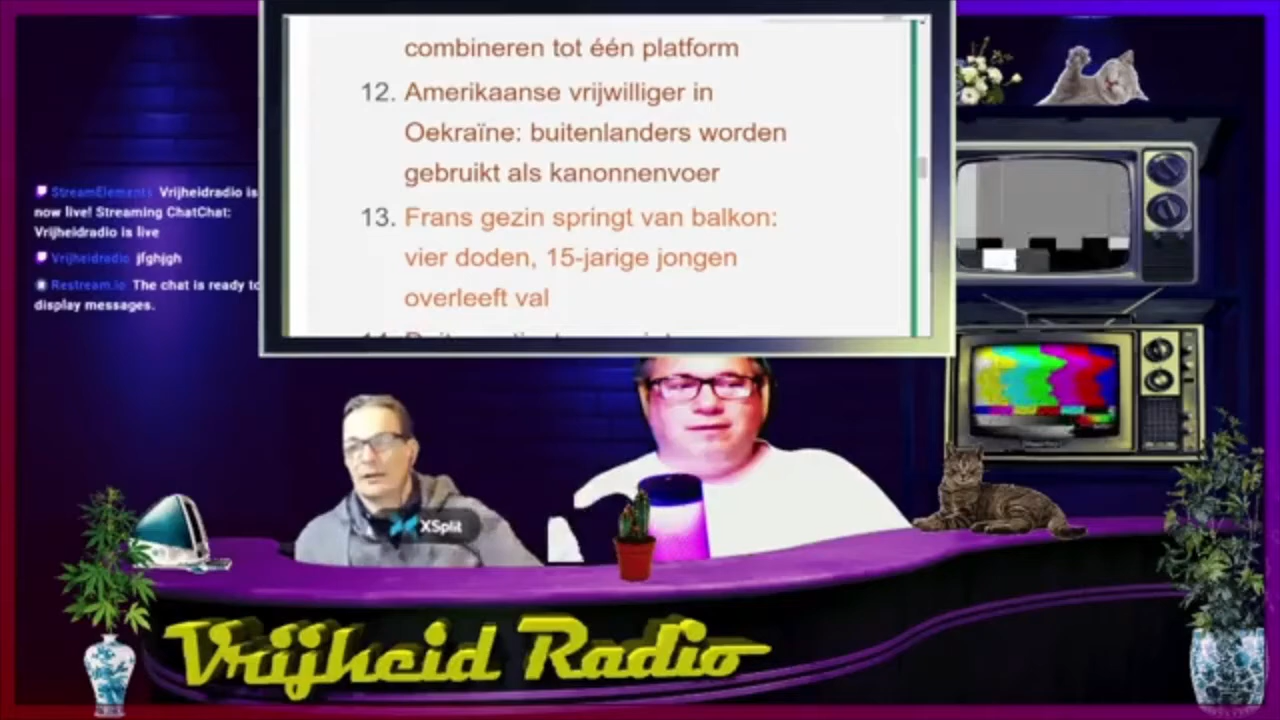 combineren tot één platform
12. Amerikaanse vrijwilliger in
Oekraïne: buitenlanders worden
gebruikt als kanonnenvoer
13. Frans gezin springt van balkon:
vier doden, 15-jarige jongen
overleeft val
StreamElements Vrijheidradio is
now live! Streaming ChatChat:
Vrijheidradio is live
Vrijheidradio jfghjgh
Restream.io The chat is ready to
display messages.
XSplit
Vrijheid Radio